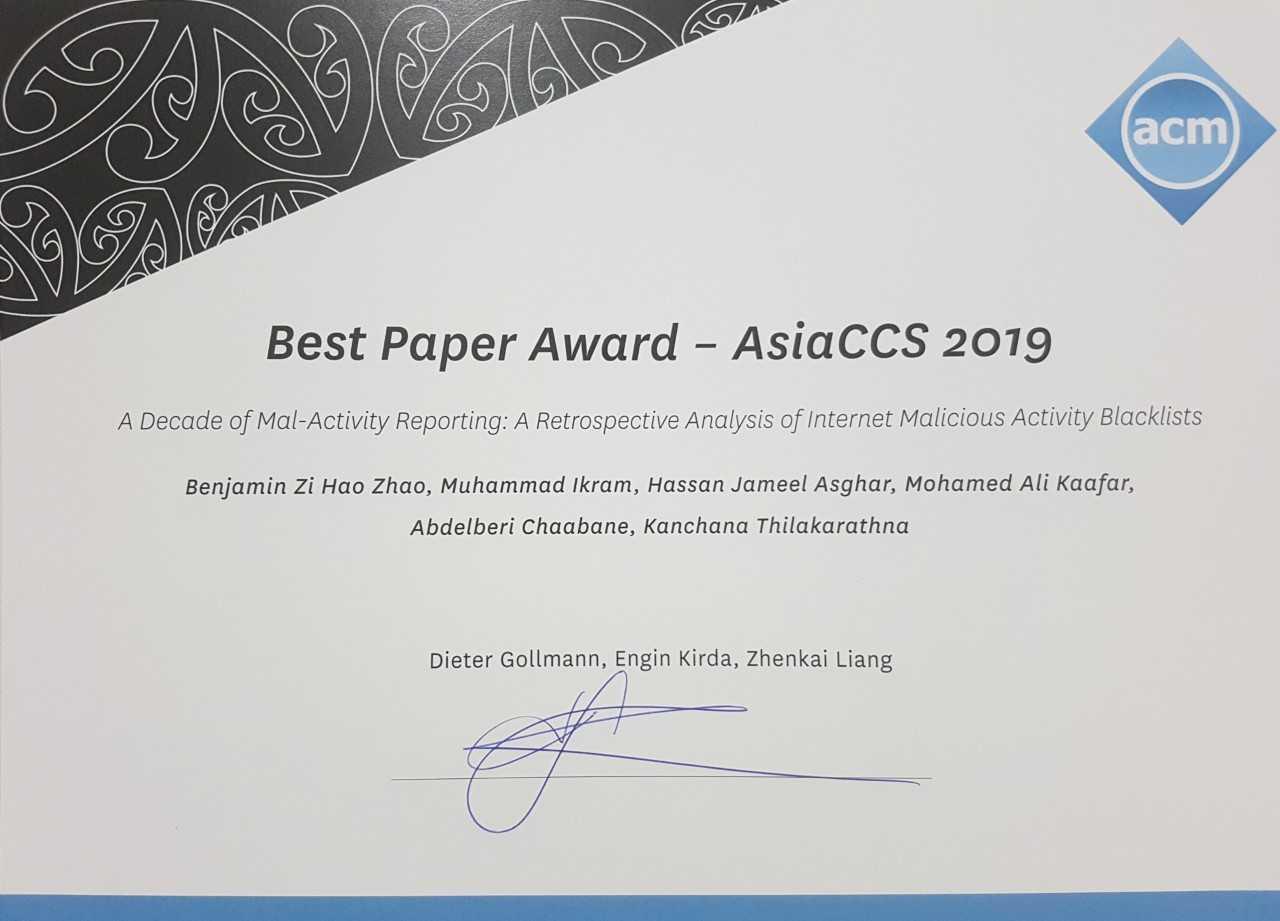 acm
Best Paper Award – AsiaCCS 2019
A Decade of Mal-Activity Reporting: A Retrospective Analysis of Internet Malicious Activity Blacklists
Benjamin Zi Hao Zhao, Muhammad Ikram, Hassan Jameel Asghar, Mohamed Ali Kaafar,
Abdelberi Chaabane, Kanchana Thilakarathna
Dieter Gollmann, Engin Kirda, Zhenkai Liang